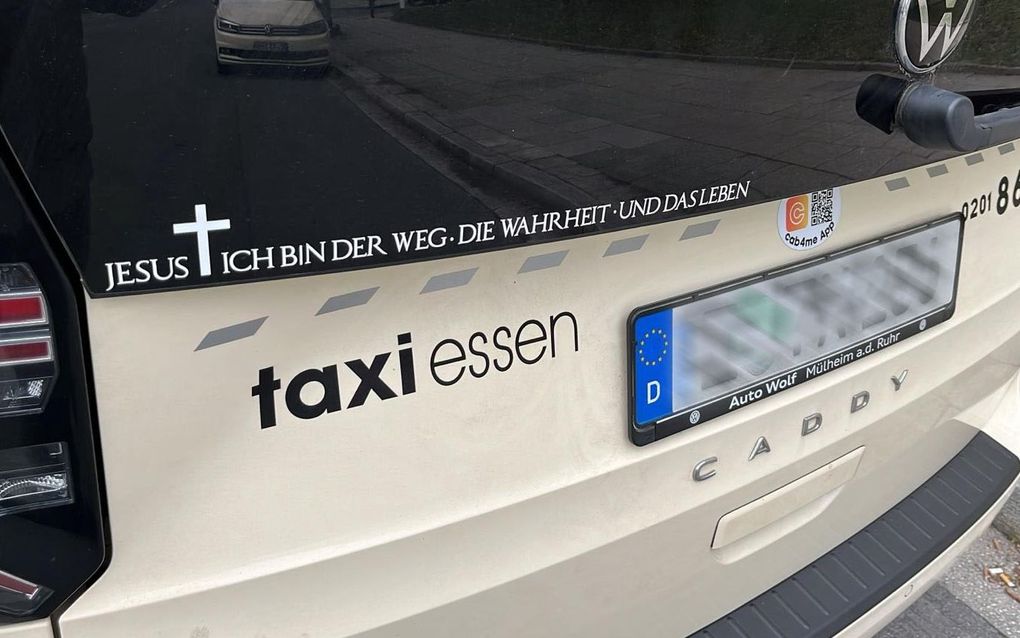 JESUS ICH BIN DER WEG · DIE WAHRHEIT · UND DAS LEBEN
cab4me App
0201 86
taxi essen
D
Auto Wolf Mülheim a.d. Ruhr
CADDY